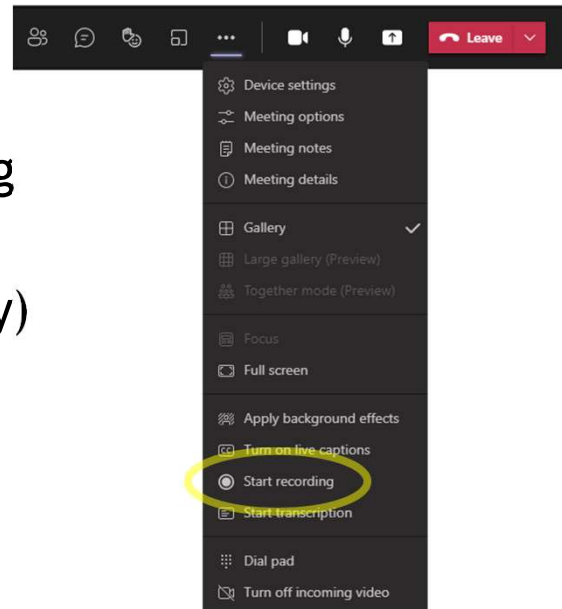 Leave
Device settings
Meeting options
Meeting notes
Meeting details
g
Gallery
Large gallery (Preview)
y)
Together mode (Preview)
Focus
Full screen
Apply background effects
CC Turn on live captions
Start recording
Start transcription
Dial pad
Turn off incoming video